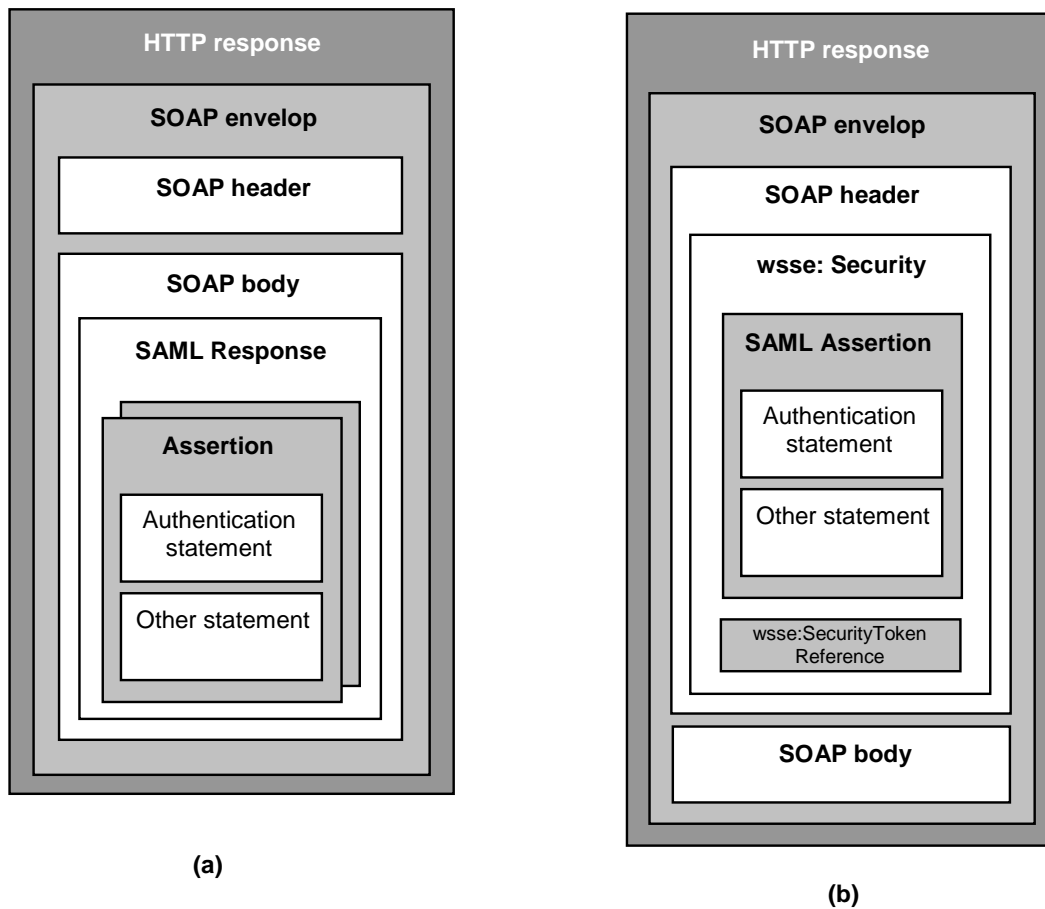 HTTP response
SOAP envelop
SOAP header
SOAP body
SAML Response
Assertion
Authentication
statement
Other statement
(a)
HTTP response
SOAP envelop
SOAP header
wsse: Security
SAML Assertion
Authentication
statement
Other statement
wsse:SecurityToken
Reference
SOAP body
(b)